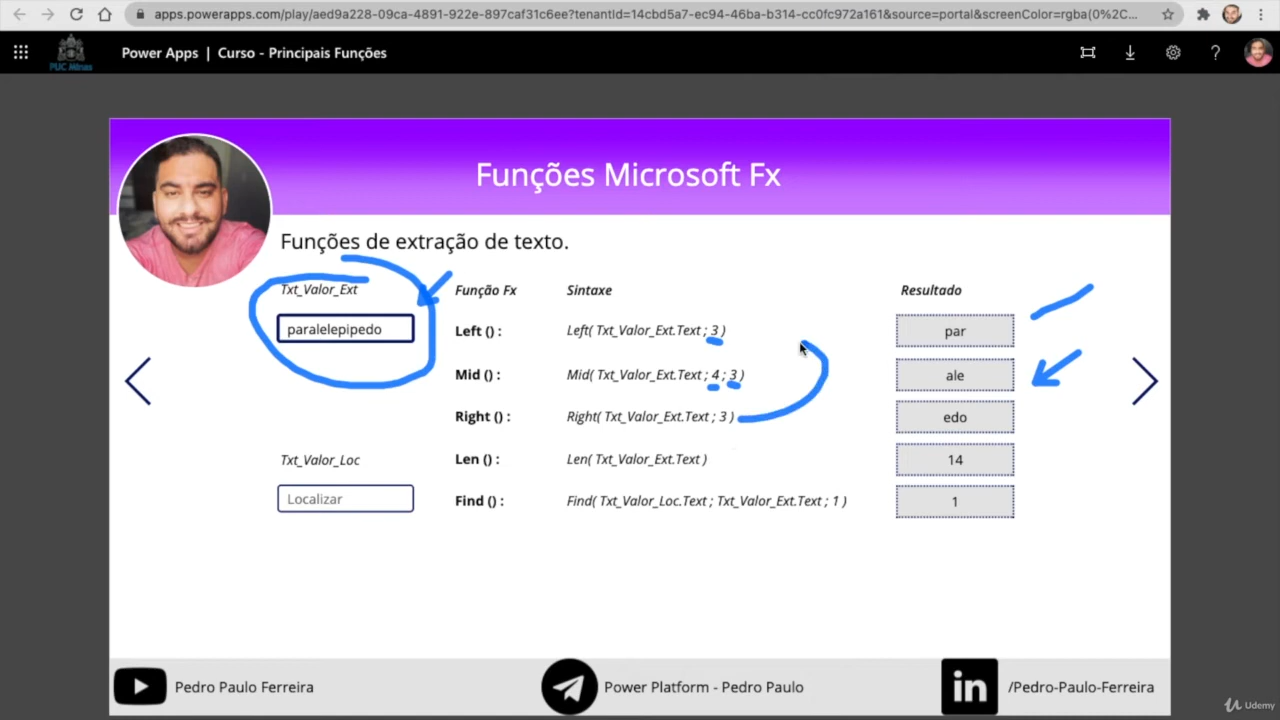 apps.powerapps.com/play/aed9a228-09ca-4891-922e-897caf31c6ee?tenantId=14cbd5a7-ec94-46ba-b314-cc0fc972a161&source=portal&screenColor=rgba(0%2C...
PUC Minas
Power Apps | Curso - Principais Funções
Funções Microsoft Fx
Funções de extração de texto.
Txt_Valor_Ext Função Fx Sintaxe Resultado
paralelepipedo Left () : Left( Txt_Valor_Ext.Text ; 3 ) par
Mid () : Mid( Txt_Valor_Ext.Text ; 4 ; 3 ) ale
Right () : Right( Txt_Valor_Ext.Text ; 3 ) edo
Txt_Valor_Loc Len () : Len( Txt_Valor_Ext.Text ) 14
Localizar Find () : Find( Txt_Valor_Loc.Text ; Txt_Valor_Ext.Text ; 1 ) 1
Pedro Paulo Ferreira Power Platform - Pedro Paulo in /Pedro-Paulo-Ferreira
Udemy